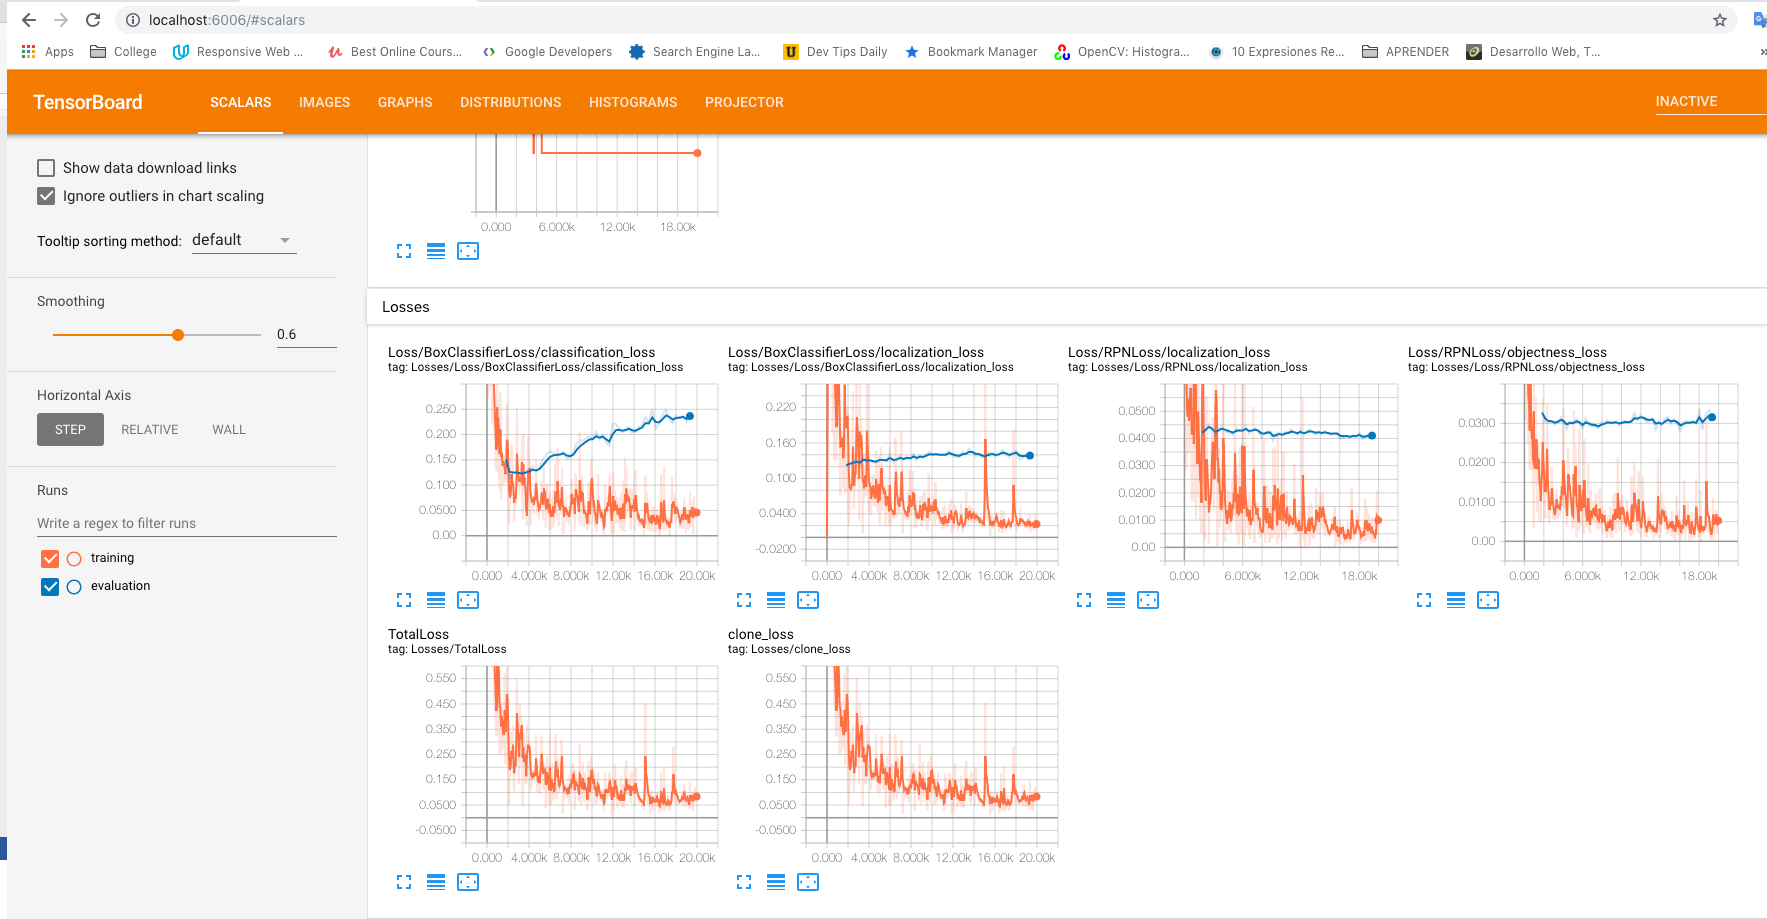 localhost:6006/#scalars
Apps College Responsive Web ... Best Online Cours... Google Developers Search Engine La... Dev Tips Daily Bookmark Manager OpenCV: Histogra... 10 Expresiones Re... APRENDER Desarrollo Web, T... »
TensorBoard SCALARS IMAGES GRAPHS DISTRIBUTIONS HISTOGRAMS PROJECTOR INACTIVE
Show data download links
Ignore outliers in chart scaling
Tooltip sorting method: default
Smoothing
0.6
Horizontal Axis
STEP RELATIVE WALL
Runs
Write a regex to filter runs
training
evaluation
0.000 6.000k 12.00k 18.00k
Losses
Loss/BoxClassifierLoss/classification_loss
tag: Losses/Loss/BoxClassifierLoss/classification_loss
0.250
0.200
0.150
0.100
0.0500
0.00
0.000 4.000k 8.000k 12.00k 16.00k 20.00k
Loss/BoxClassifierLoss/localization_loss
tag: Losses/Loss/BoxClassifierLoss/localization_loss
0.220
0.160
0.100
0.0400
-0.0200
0.000 4.000k 8.000k 12.00k 16.00k 20.00k
Loss/RPNLoss/localization_loss
tag: Losses/Loss/RPNLoss/localization_loss
0.0500
0.0400
0.0300
0.0200
0.0100
0.00
0.000 6.000k 12.00k 18.00k
Loss/RPNLoss/objectness_loss
tag: Losses/Loss/RPNLoss/objectness_loss
0.0300
0.0200
0.0100
0.00
0.000 6.000k 12.00k 18.00k
TotalLoss
tag: Losses/TotalLoss
0.550
0.450
0.350
0.250
0.150
0.0500
-0.0500
0.000 4.000k 8.000k 12.00k 16.00k 20.00k
clone_loss
tag: Losses/clone_loss
0.550
0.450
0.350
0.250
0.150
0.0500
-0.0500
0.000 4.000k 8.000k 12.00k 16.00k 20.00k